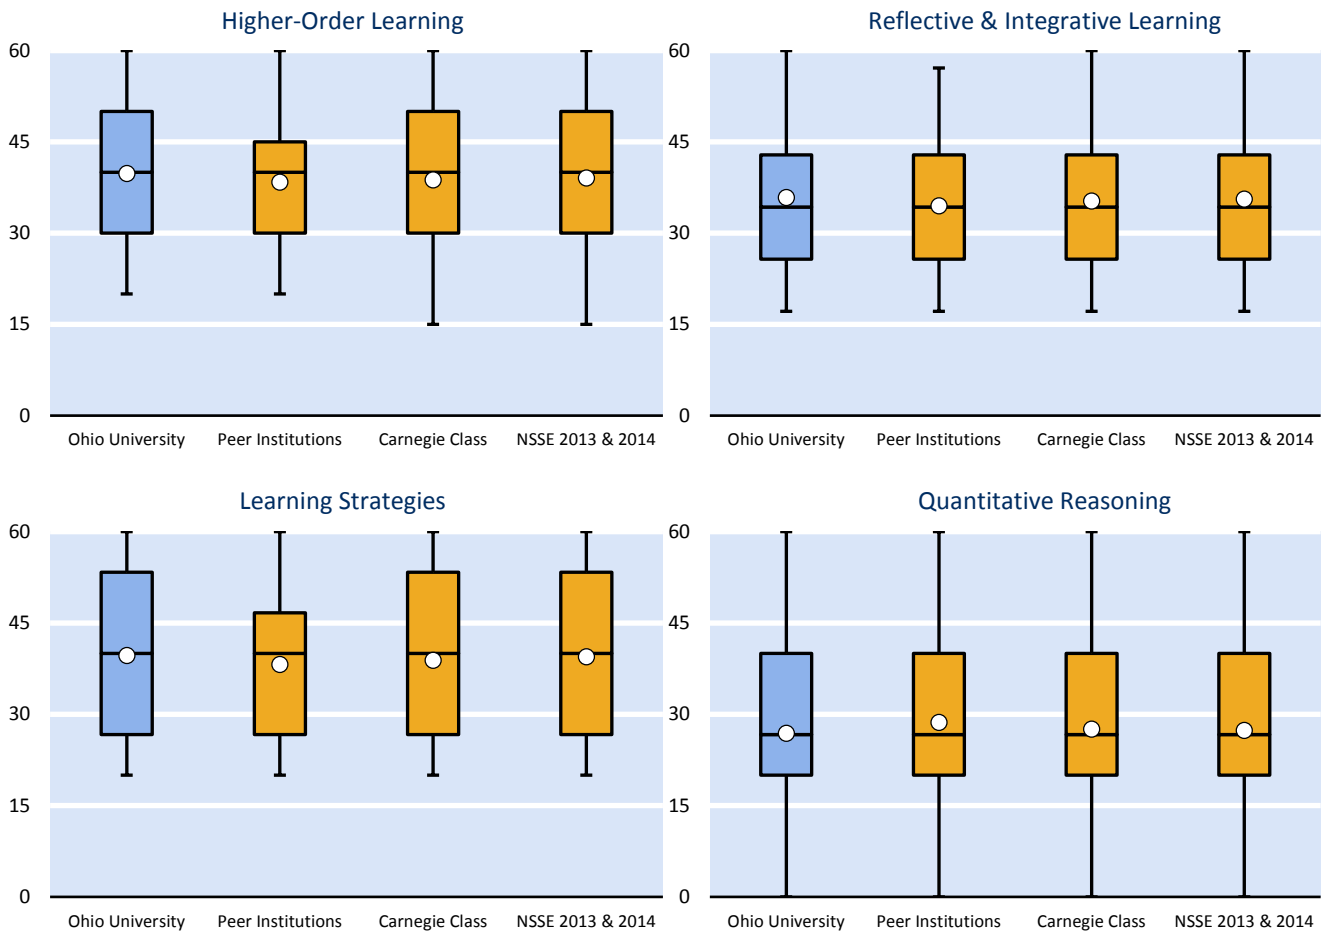 Higher-Order Learning
60
45
30
15
0
Ohio University Peer Institutions Carnegie Class NSSE 2013 & 2014
Reflective & Integrative Learning
60
45
30
15
0
Ohio University Peer Institutions Carnegie Class NSSE 2013 & 2014
Learning Strategies
60
45
30
15
0
Ohio University Peer Institutions Carnegie Class NSSE 2013 & 2014
Quantitative Reasoning
60
45
30
15
0
Ohio University Peer Institutions Carnegie Class NSSE 2013 & 2014